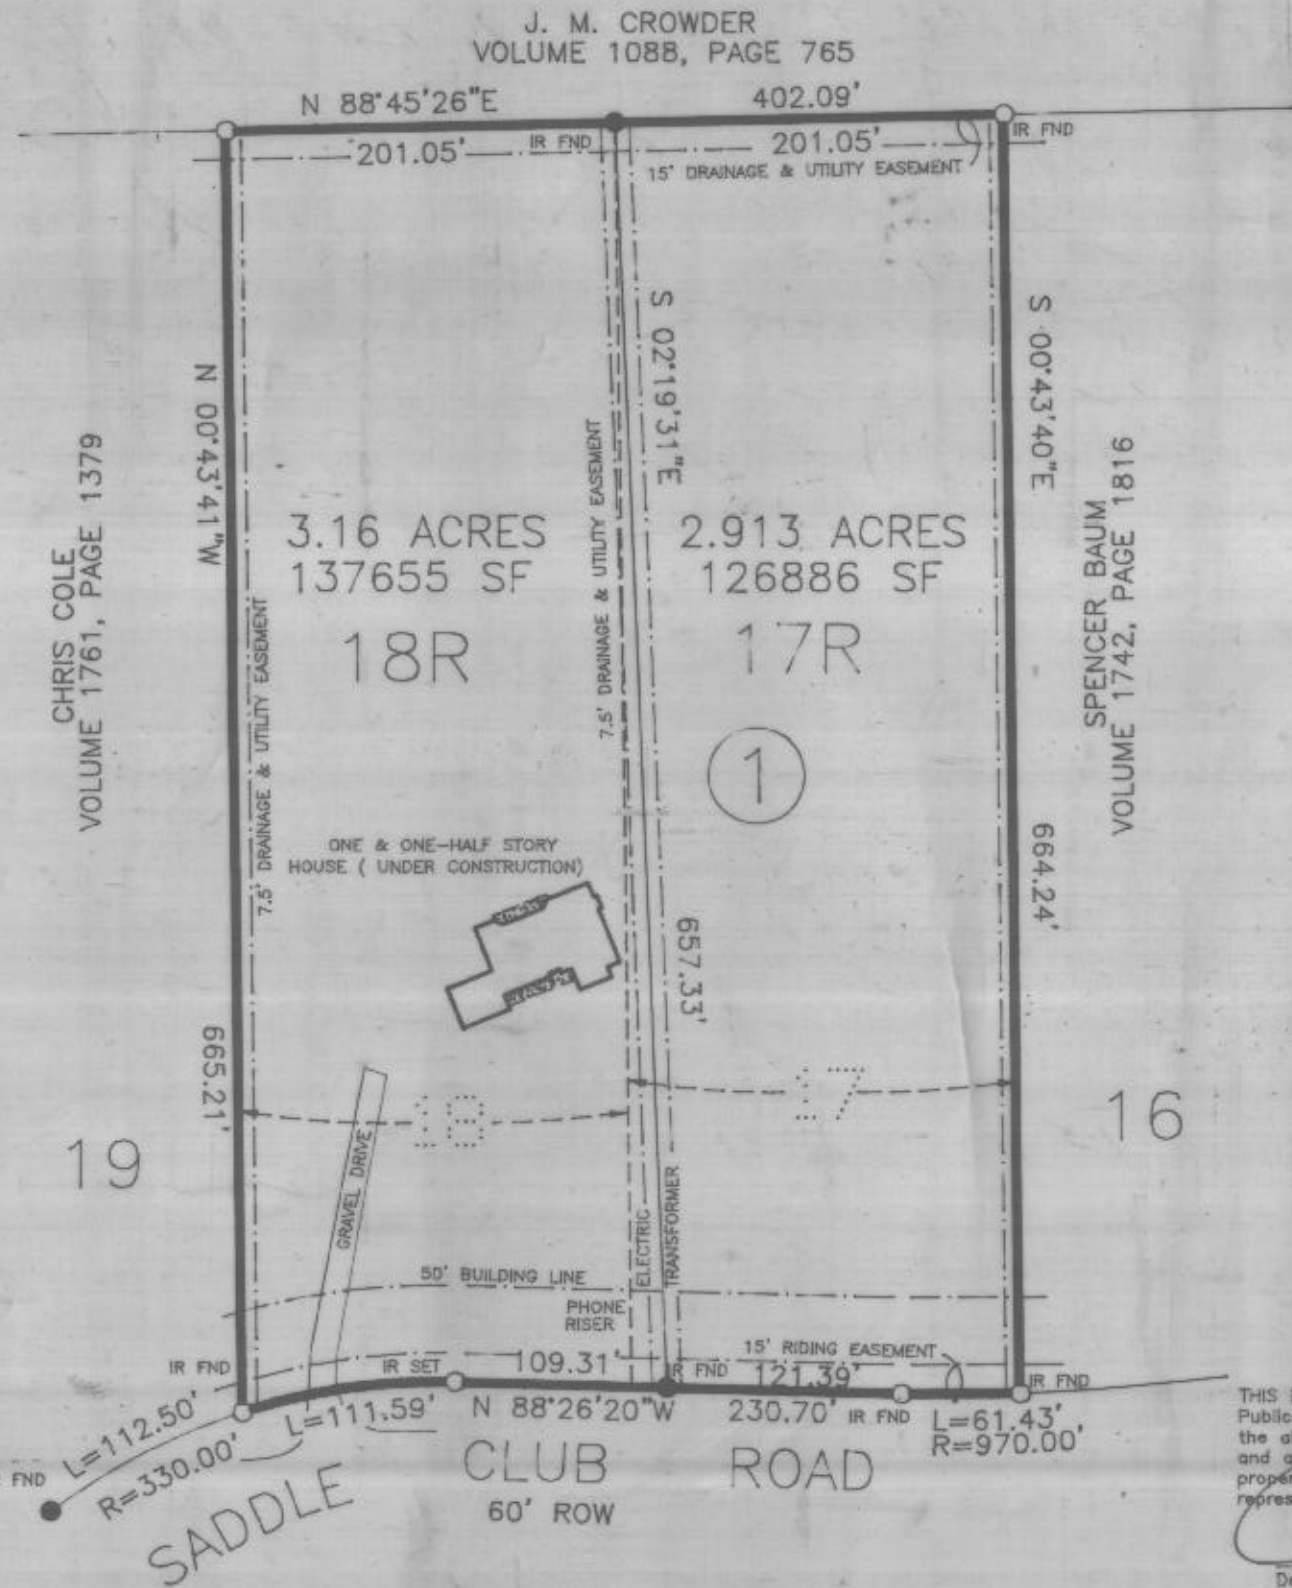 J. M. CROWDER
VOLUME 1088, PAGE 765
N 88°45'26"E
402.09'
IR FND
201.05'
IR FND
201.05'
15' DRAINAGE & UTILITY EASEMENT
S 02°19'31"E
S 00°43'40"E
N 00°43'41"W
CHRIS COLE
VOLUME 1761, PAGE 1379
7.5' DRAINAGE & UTILITY EASEMENT
7.5' DRAINAGE & UTILITY EASEMENT
SPENCER BAUM
VOLUME 1742, PAGE 1816
3.16 ACRES
137655 SF
18R
2.913 ACRES
126886 SF
17R
1
ONE & ONE-HALF STORY
HOUSE ( UNDER CONSTRUCTION)
664.24'
657.33'
665.21'
19
18
17
16
GRAVEL DRIVE
ELECTRIC
TRANSFORMER
50' BUILDING LINE
PHONE
RISER
15' RIDING EASEMENT
IR FND
IR SET
109.31'
IR FND
121.39'
IR FND
L=112.50'
R=330.00'
L=111.59'
N 88°26'20"W
230.70'
IR FND
L=61.43'
R=970.00'
FND
SADDLE CLUB ROAD
60' ROW
THIS
Public
the
and
proper
repres